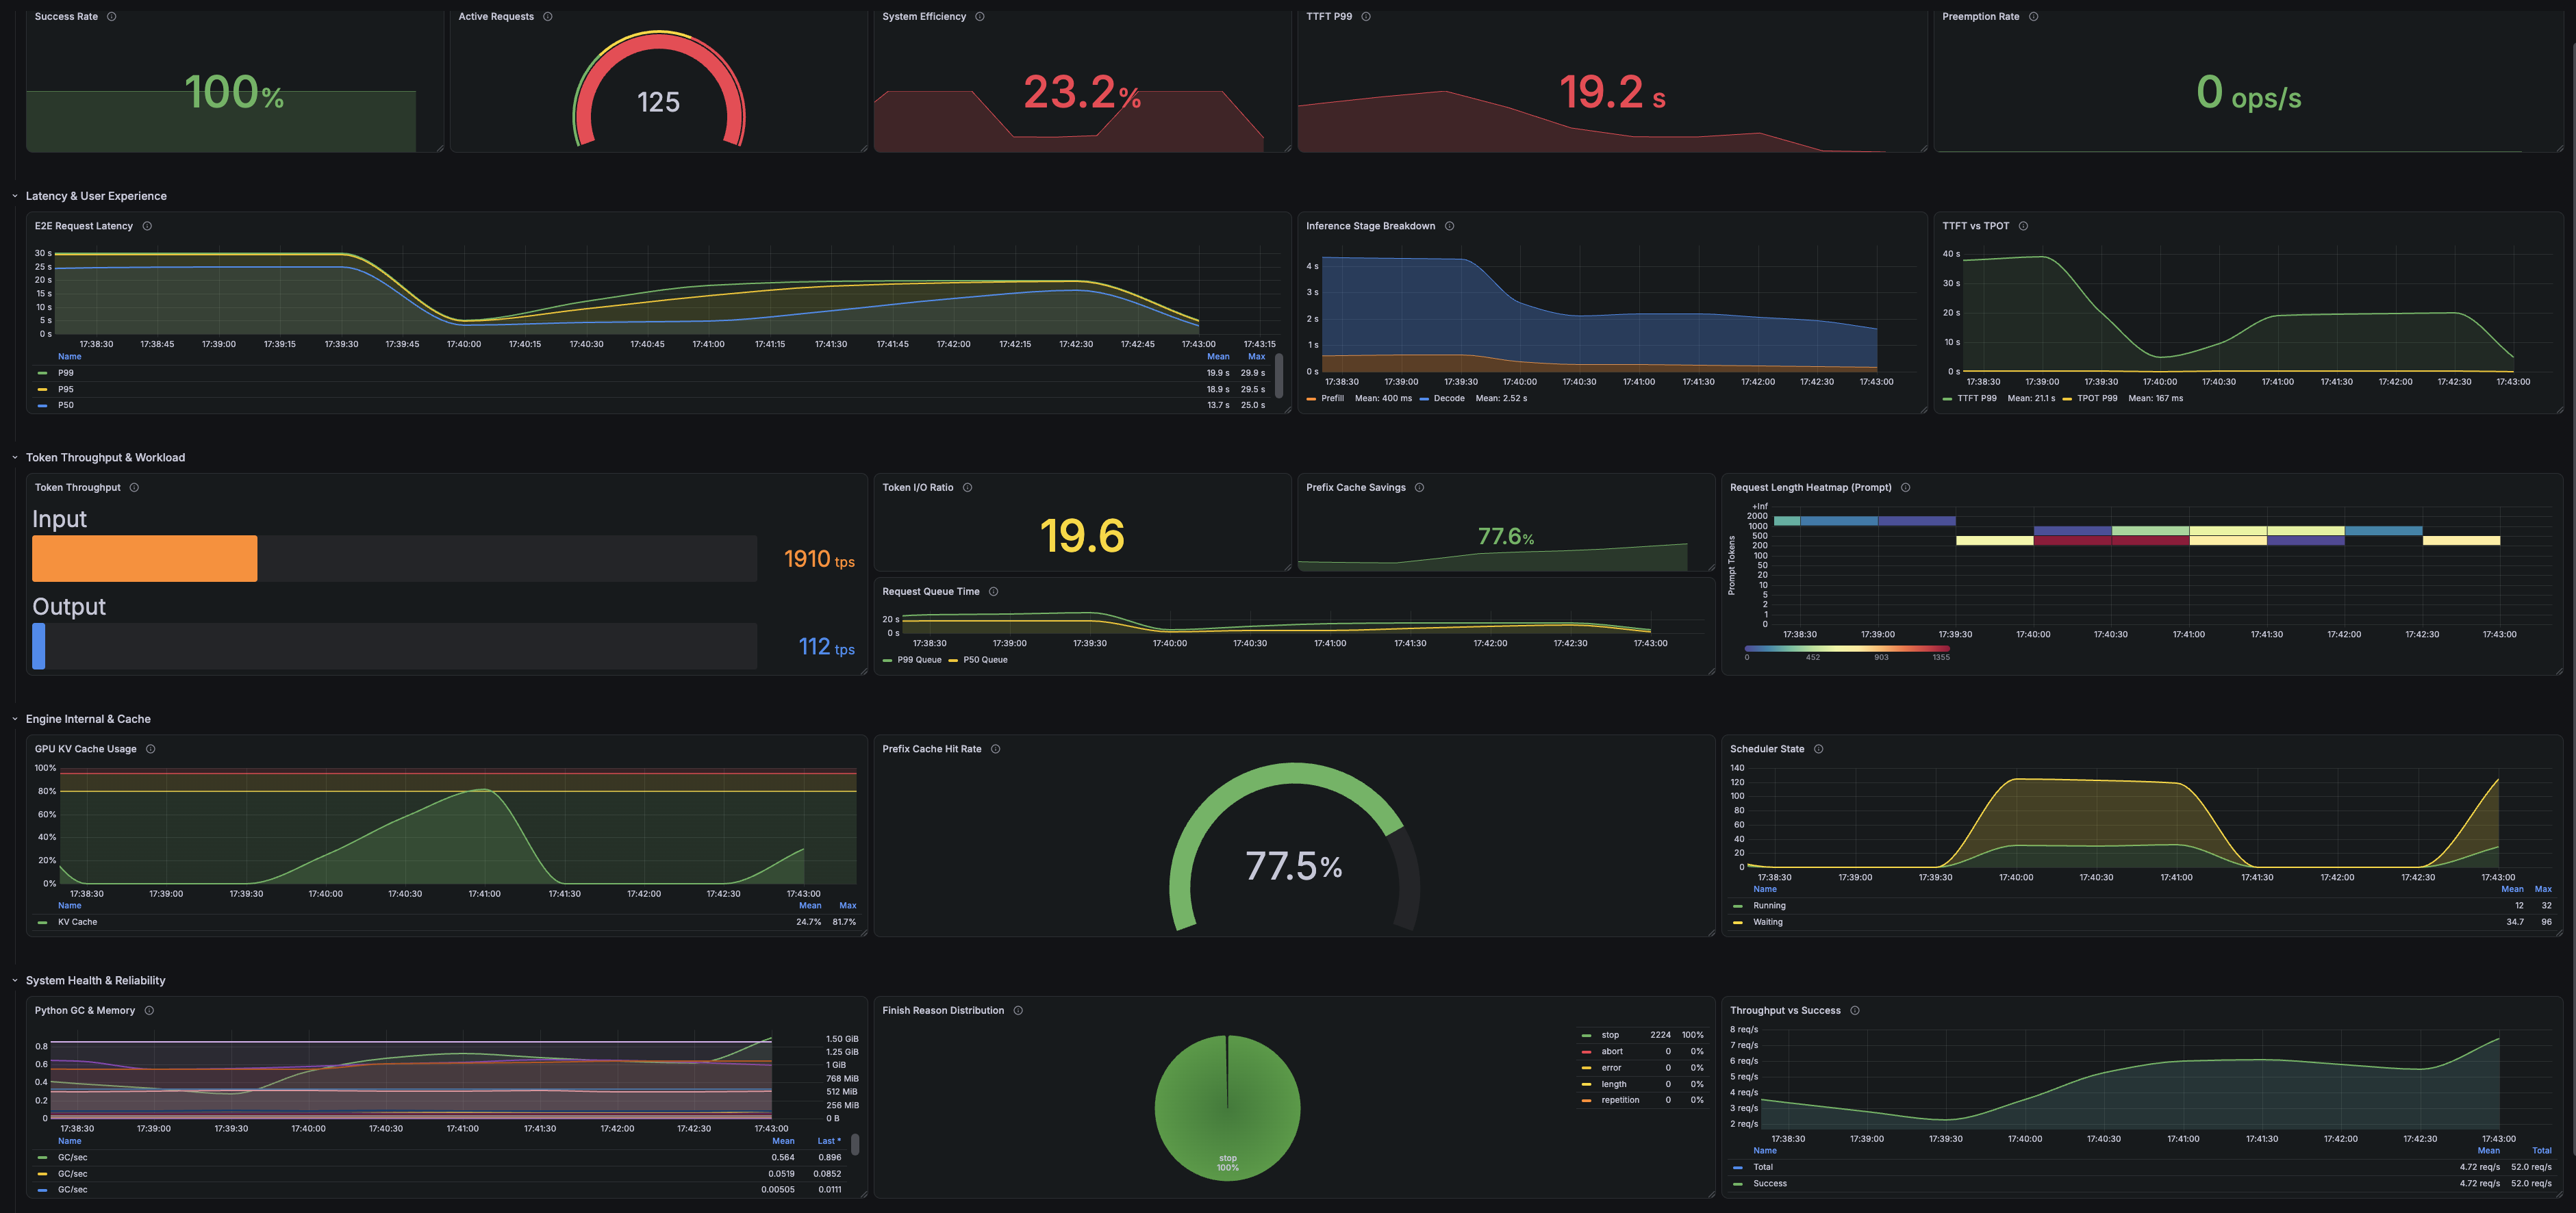 Success Rate
100%
Active Requests
125
System Efficiency
23.2%
TTFT P99
19.2 s
Preemption Rate
0 ops/s
Latency & User Experience
E2E Request Latency
30 s
25 s
20 s
15 s
10 s
5 s
0 s
17:38:30 17:38:45 17:39:00 17:39:15 17:39:30 17:39:45 17:40:00 17:40:15 17:40:30 17:40:45 17:41:00 17:41:15 17:41:30 17:41:45 17:42:00 17:42:15 17:42:30 17:42:45 17:43:00 17:43:15
Name Mean Max
P99 19.9 s 29.9 s
P95 18.9 s 29.5 s
P50 13.7 s 25.0 s
Inference Stage Breakdown
4 s
3 s
2 s
1 s
0 s
17:38:30 17:39:00 17:39:30 17:40:00 17:40:30 17:41:00 17:41:30 17:42:00 17:42:30 17:43:00
Prefill Mean: 400 ms Decode Mean: 2.52 s
TTFT vs TPOT
40 s
30 s
20 s
10 s
0 s
17:38:30 17:39:00 17:39:30 17:40:00 17:40:30 17:41:00 17:41:30 17:42:00 17:42:30 17:43:00
TTFT P99 Mean: 21.1 s TPOT P99 Mean: 167 ms
Token Throughput & Workload
Token Throughput
Input
1910 tps
Output
112 tps
Token I/O Ratio
19.6
Prefix Cache Savings
77.6%
Request Queue Time
20 s
0 s
17:38:30 17:39:00 17:39:30 17:40:00 17:40:30 17:41:00 17:41:30 17:42:00 17:42:30 17:43:00
P99 Queue P50 Queue
Request Length Heatmap (Prompt)
Prompt Tokens
+Inf
2000
1000
500
200
100
50
20
10
5
2
1
0
17:38:30 17:39:00 17:39:30 17:40:00 17:40:30 17:41:00 17:41:30 17:42:00 17:42:30 17:43:00
0 452 903 1355
Engine Internal & Cache
GPU KV Cache Usage
100%
80%
60%
40%
20%
0%
17:38:30 17:39:00 17:39:30 17:40:00 17:40:30 17:41:00 17:41:30 17:42:00 17:42:30 17:43:00
Name Mean Max
KV Cache 24.7% 81.7%
Prefix Cache Hit Rate
77.5%
Scheduler State
140
120
100
80
60
40
20
0
17:38:30 17:39:00 17:39:30 17:40:00 17:40:30 17:41:00 17:41:30 17:42:00 17:42:30 17:43:00
Name Mean Max
Running 12 32
Waiting 34.7 96
System Health & Reliability
Python GC & Memory
0.8
0.6
0.4
0.2
0
1.50 GiB
1.25 GiB
1 GiB
768 MiB
512 MiB
256 MiB
0 B
17:38:30 17:39:00 17:39:30 17:40:00 17:40:30 17:41:00 17:41:30 17:42:00 17:42:30 17:43:00
Name Mean Last *
GC/sec 0.564 0.896
GC/sec 0.0519 0.0852
GC/sec 0.00505 0.0111
Finish Reason Distribution
stop
100%
stop 2224 100%
abort 0 0%
error 0 0%
length 0 0%
repetition 0 0%
Throughput vs Success
8 req/s
7 req/s
6 req/s
5 req/s
4 req/s
3 req/s
2 req/s
17:38:30 17:39:00 17:39:30 17:40:00 17:40:30 17:41:00 17:41:30 17:42:00 17:42:30 17:43:00
Name Mean Total
Total 4.72 req/s 52.0 req/s
Success 4.72 req/s 52.0 req/s